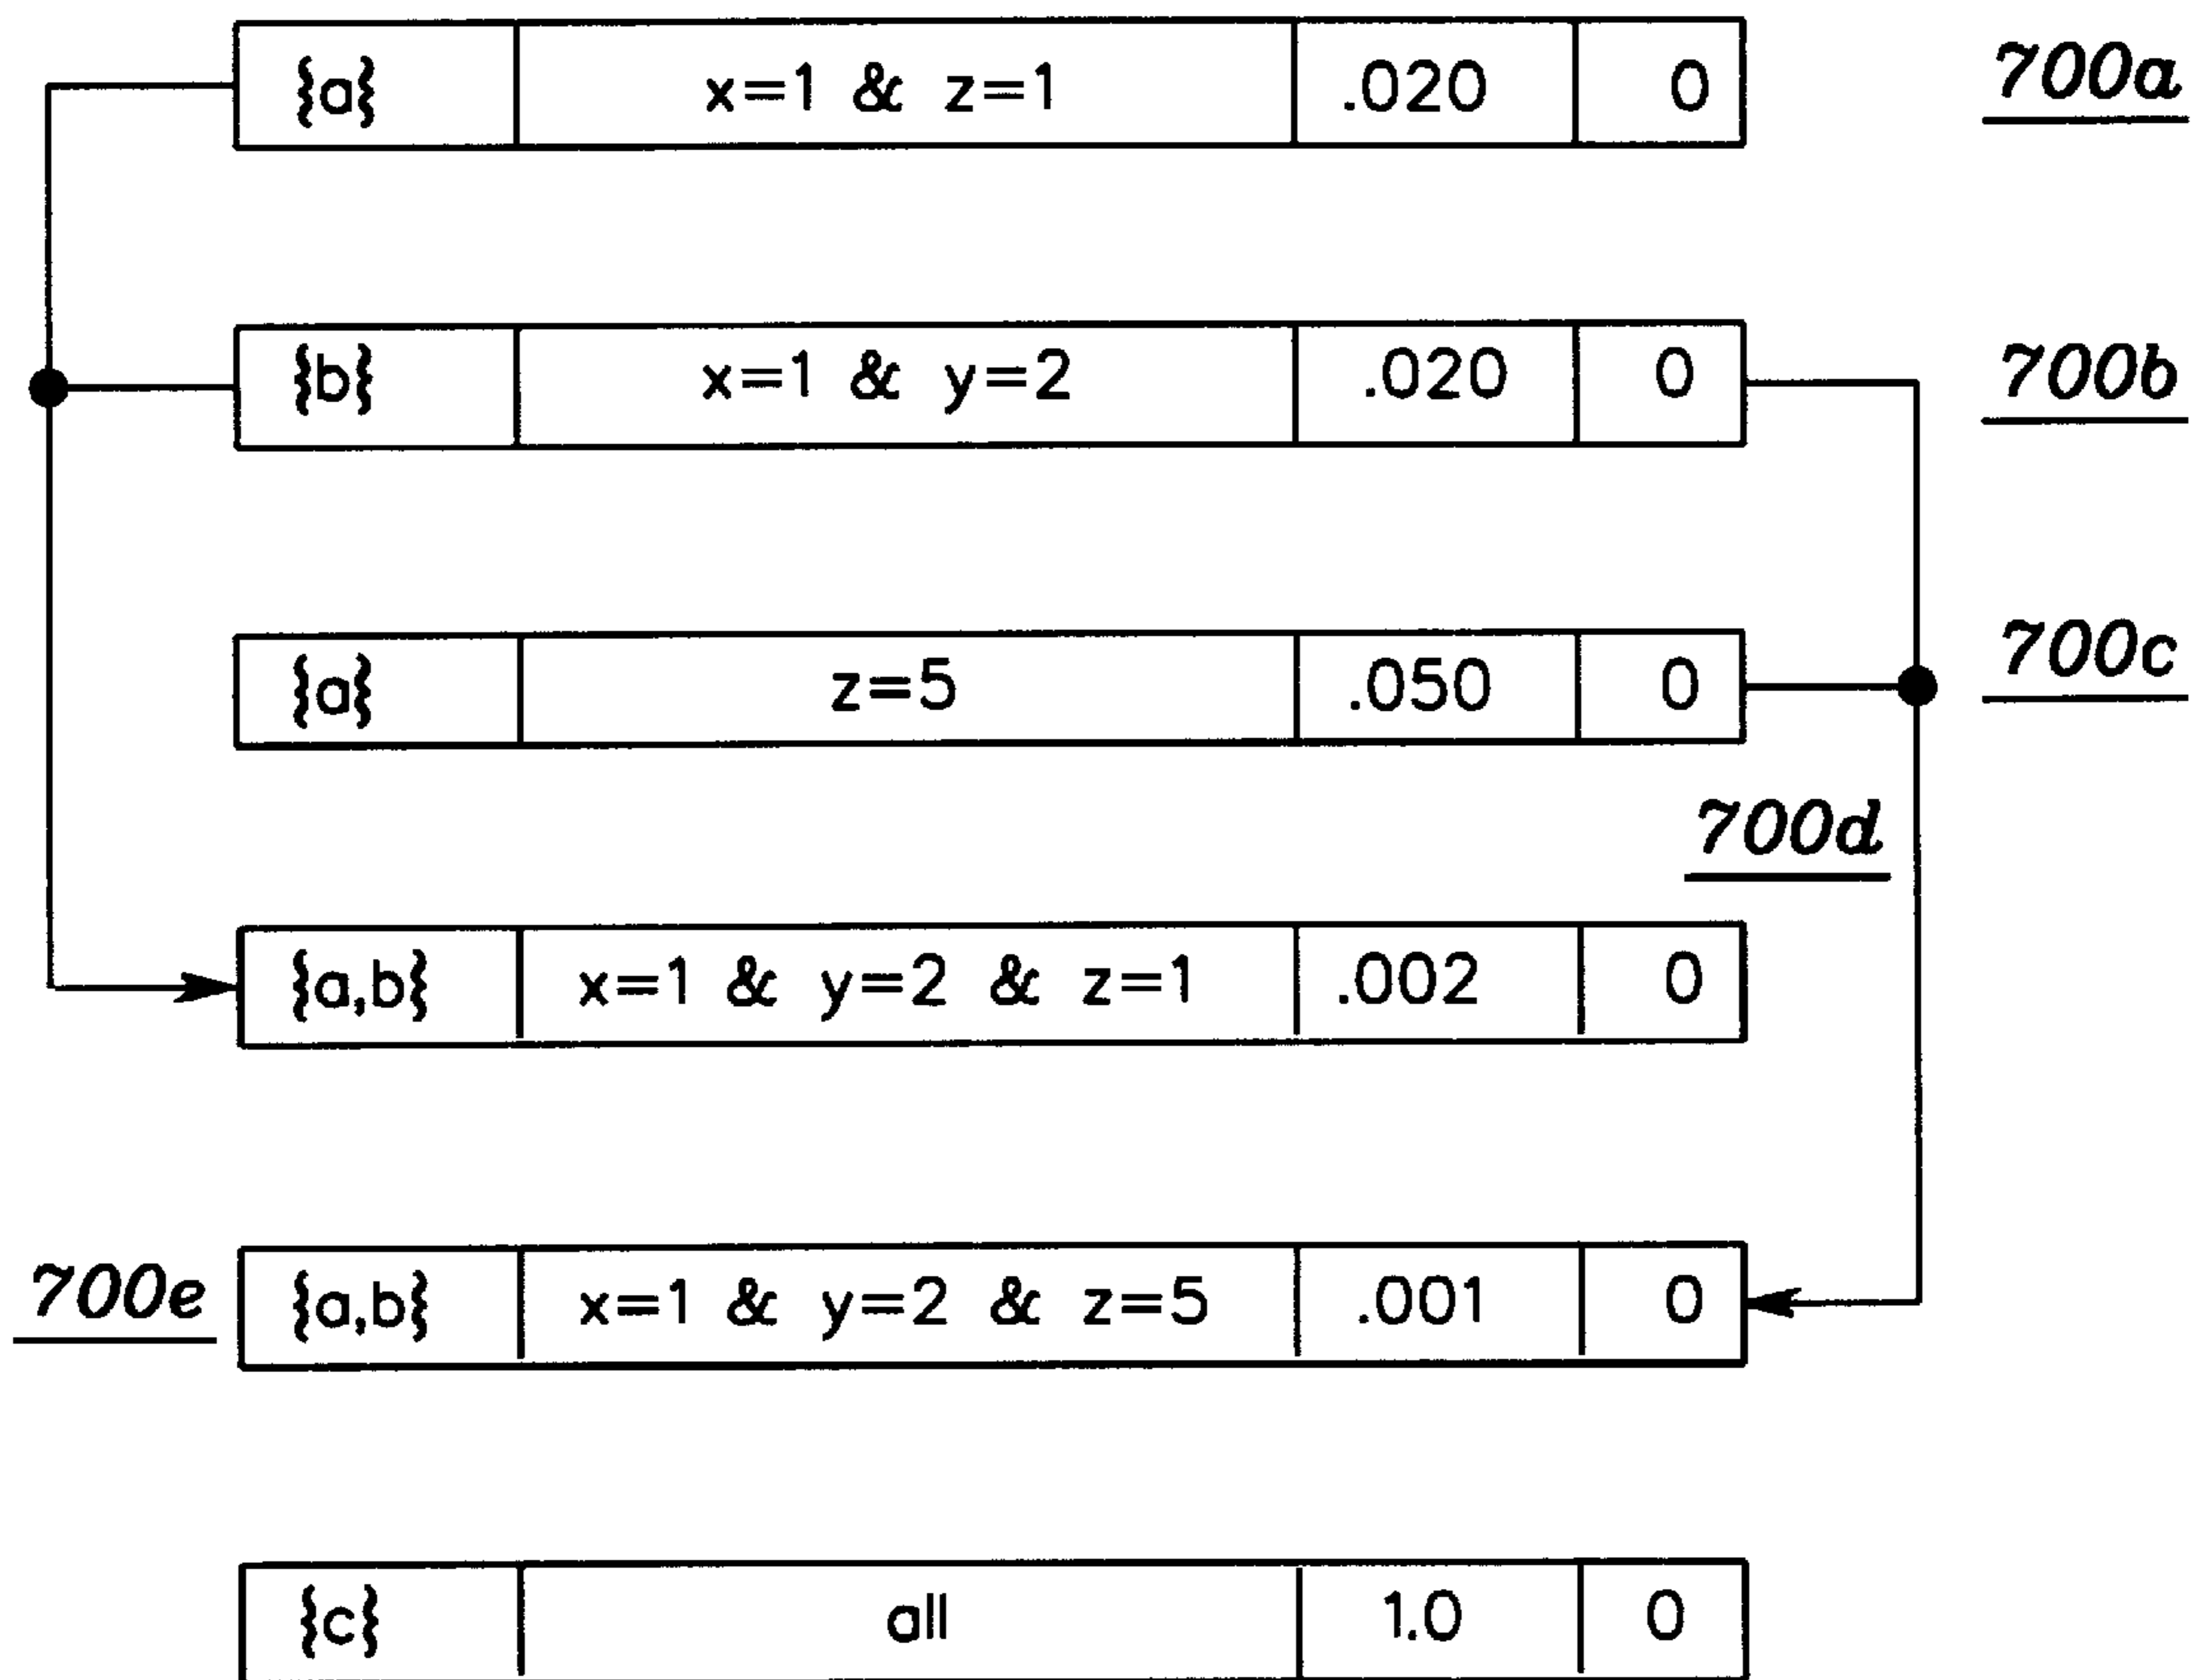 {a} x=1 & z=1 .020 0 700a
{b} x=1 & y=2 .020 0 700b
{a} z=5 .050 0 700c
700d
{a,b} x=1 & y=2 & z=1 .002 0
700e {a,b} x=1 & y=2 & z=5 .001 0
{c} all 1.0 0